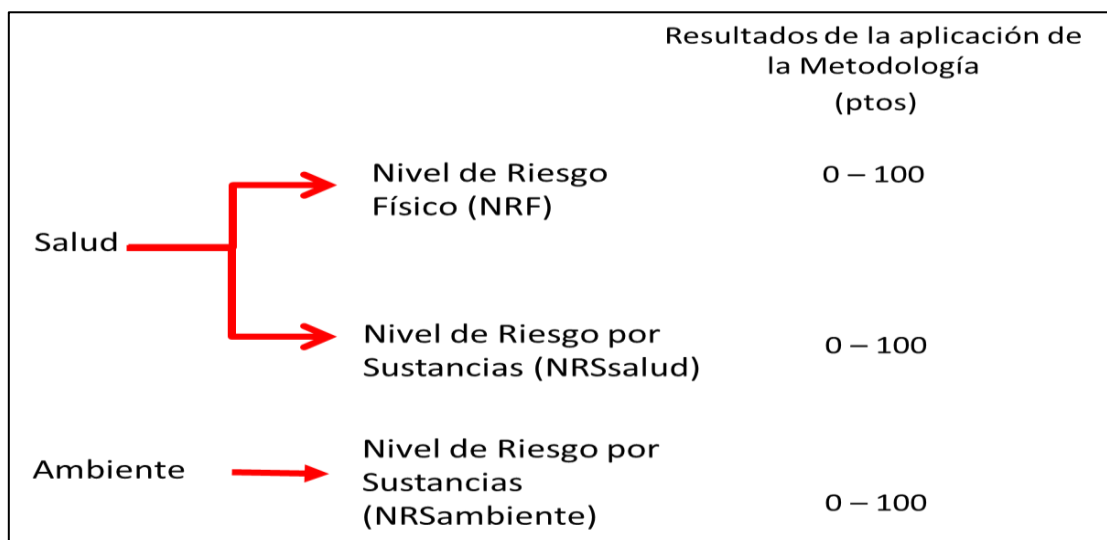 Resultados de la aplicación de
la Metodología
(ptos)
Salud
Nivel de Riesgo
Físico (NRF)
0 – 100
Nivel de Riesgo por
Sustancias (NRSsalud)
0 – 100
Ambiente
Nivel de Riesgo por
Sustancias
(NRSambiente)
0 – 100